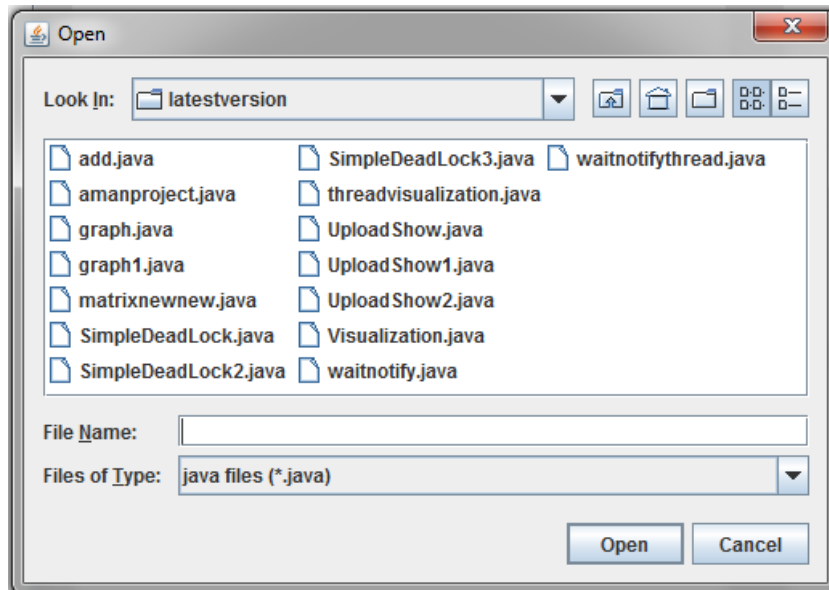 Open
Look In: latestversion
add.java SimpleDeadLock3.java waitnotifythread.java
amanproject.java threadvisualization.java
graph.java UploadShow.java
graph1.java UploadShow1.java
matrixnewnew.java UploadShow2.java
SimpleDeadLock.java Visualization.java
SimpleDeadLock2.java waitnotify.java
File Name:
Files of Type: java files (*.java)
Open Cancel